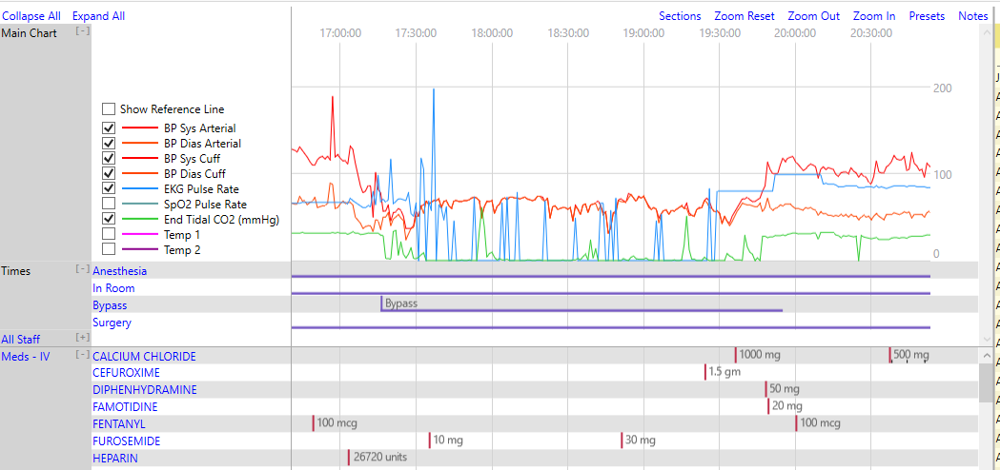 Collapse All Expand All Sections Zoom Reset Zoom Out Zoom In Presets Notes
Main Chart [-] 17:00:00 17:30:00 18:00:00 18:30:00 19:00:00 19:30:00 20:00:00 20:30:00
200
100
0
Show Reference Line
BP Sys Arterial
BP Dias Arterial
BP Sys Cuff
BP Dias Cuff
EKG Pulse Rate
SpO2 Pulse Rate
End Tidal CO2 (mmHg)
Temp 1
Temp 2
Times [-] Anesthesia
In Room
Bypass Bypass
Surgery
All Staff [+]
Meds - IV [-] CALCIUM CHLORIDE 1000 mg 500 mg
CEFUROXIME 1.5 gm
DIPHENHYDRAMINE 50 mg
FAMOTIDINE 20 mg
FENTANYL 100 mcg 100 mcg
FUROSEMIDE 10 mg 30 mg
HEPARIN 26720 units